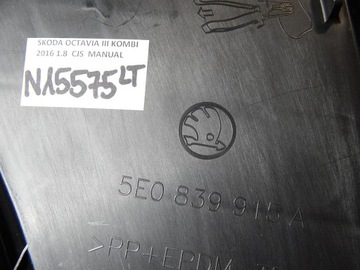 SKODA OCTAVIA III KOMBI
2016 1.8 CJS MANUAL
N15575LT
5E0 839 915 A
>PP+EPDM